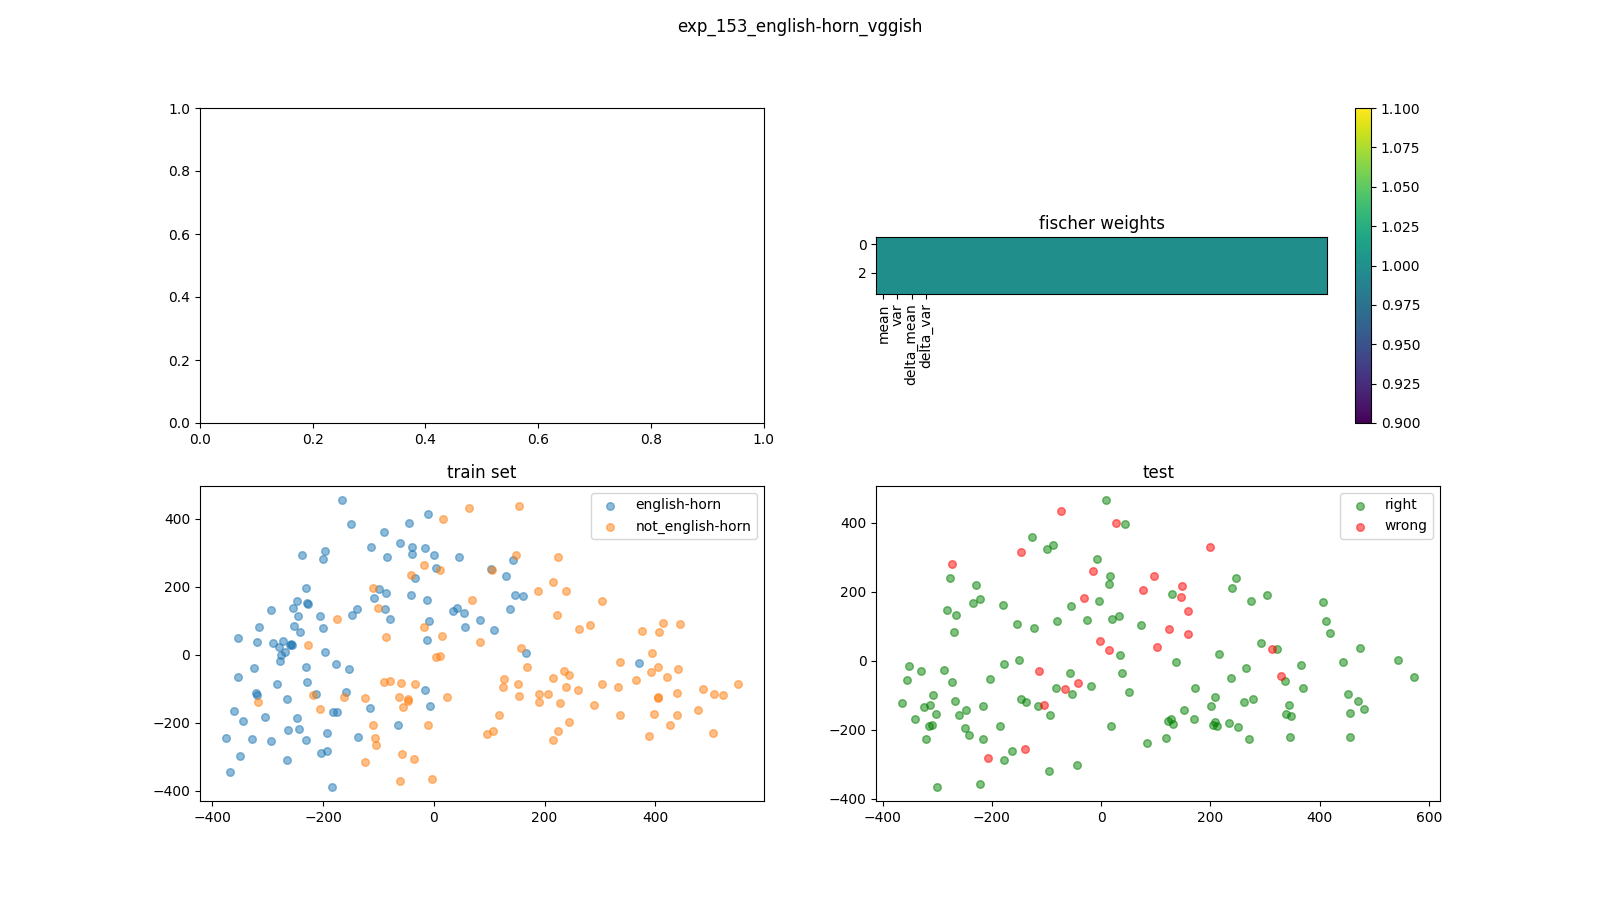 exp_153_english-horn_vggish
1.0
0.8
0.6
0.4
0.2
0.0
0.0 0.2 0.4 0.6 0.8 1.0
fischer weights
0
2
mean
var
delta_mean
delta_var
1.100
1.075
1.050
1.025
1.000
0.975
0.950
0.925
0.900
train set
english-horn
not_english-horn
400
200
0
−200
−400
−400 −200 0 200 400
test
right
wrong
400
200
0
−200
−400
−400 −200 0 200 400 600